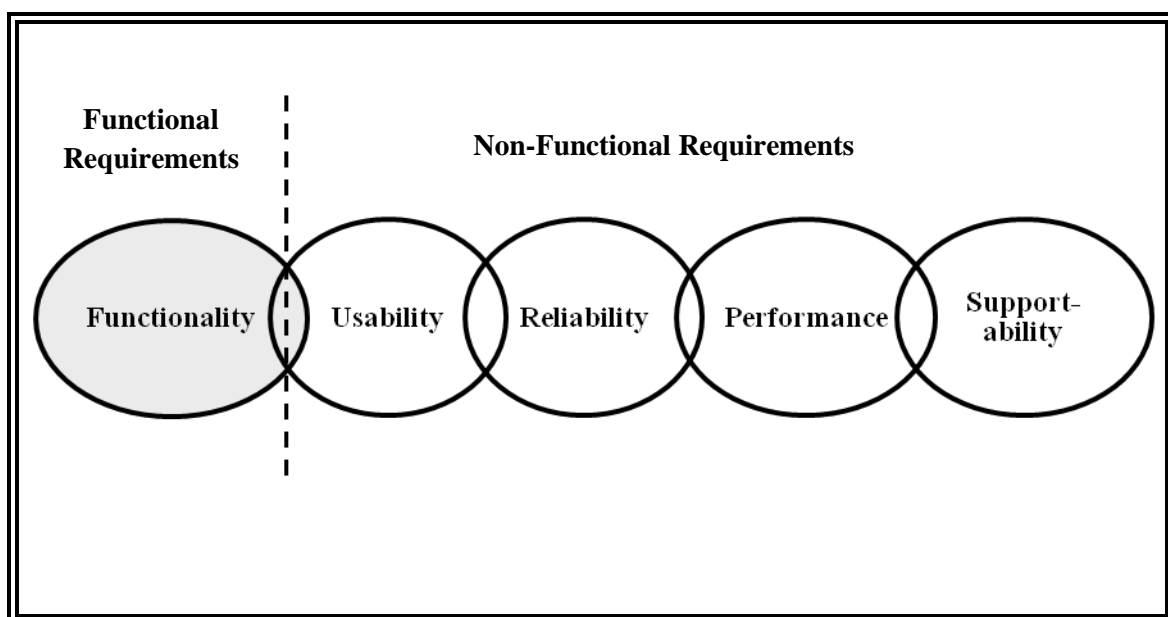 Functional
Requirements
Non-Functional Requirements
Functionality
Usability
Reliability
Performance
Support-
ability